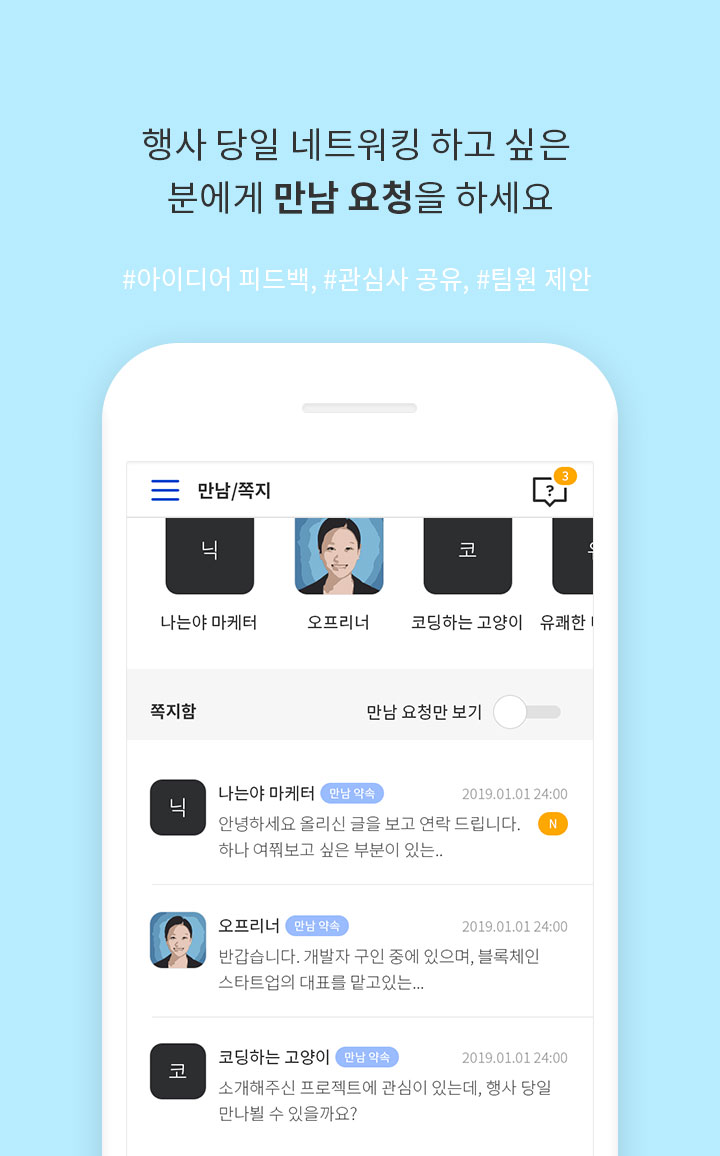 행사 당일 네트워킹 하고 싶은
분에게 만남 요청을 하세요
#아이디어 피드백, #관심사 공유, #팀원 제안
만남/쪽지
?
3
닉
코
나는야 마케터
오프리너
코딩하는 고양이
유쾌한
쪽지함
만남 요청만 보기
닉
나는야 마케터 만남 약속 2019.01.01 24:00
안녕하세요 올리신 글을 보고 연락 드립니다. N
하나 여쭤보고 싶은 부분이 있는..
오프리너 만남 약속 2019.01.01 24:00
반갑습니다. 개발자 구인 중에 있으며, 블록체인
스타트업의 대표를 맡고있는...
코
코딩하는 고양이 만남 약속 2019.01.01 24:00
소개해주신 프로젝트에 관심이 있는데, 행사 당일
만나뵐 수 있을까요?